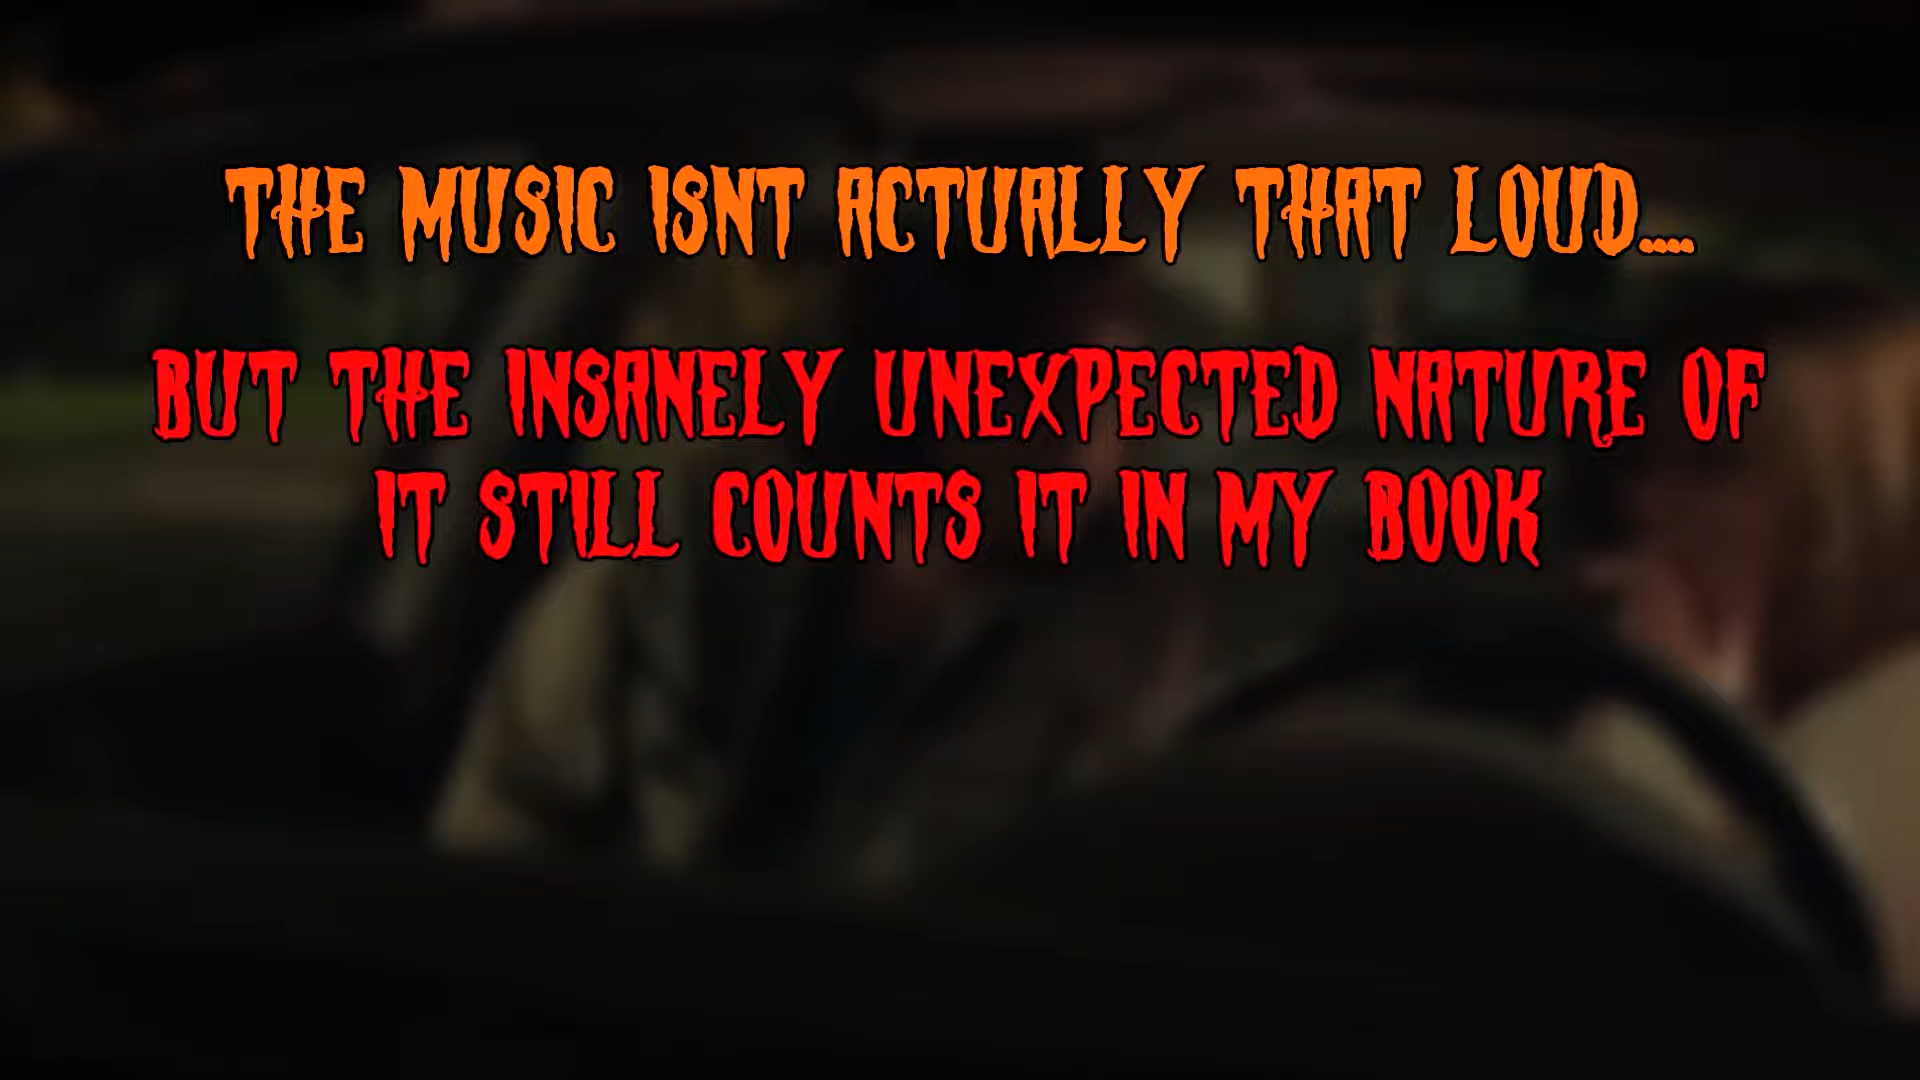 THE MUSIC ISNT ACTUALLY THAT LOUD....
BUT THE INSANELY UNEXPECTED NATURE OF
IT STILL COUNTS IT IN MY BOOK